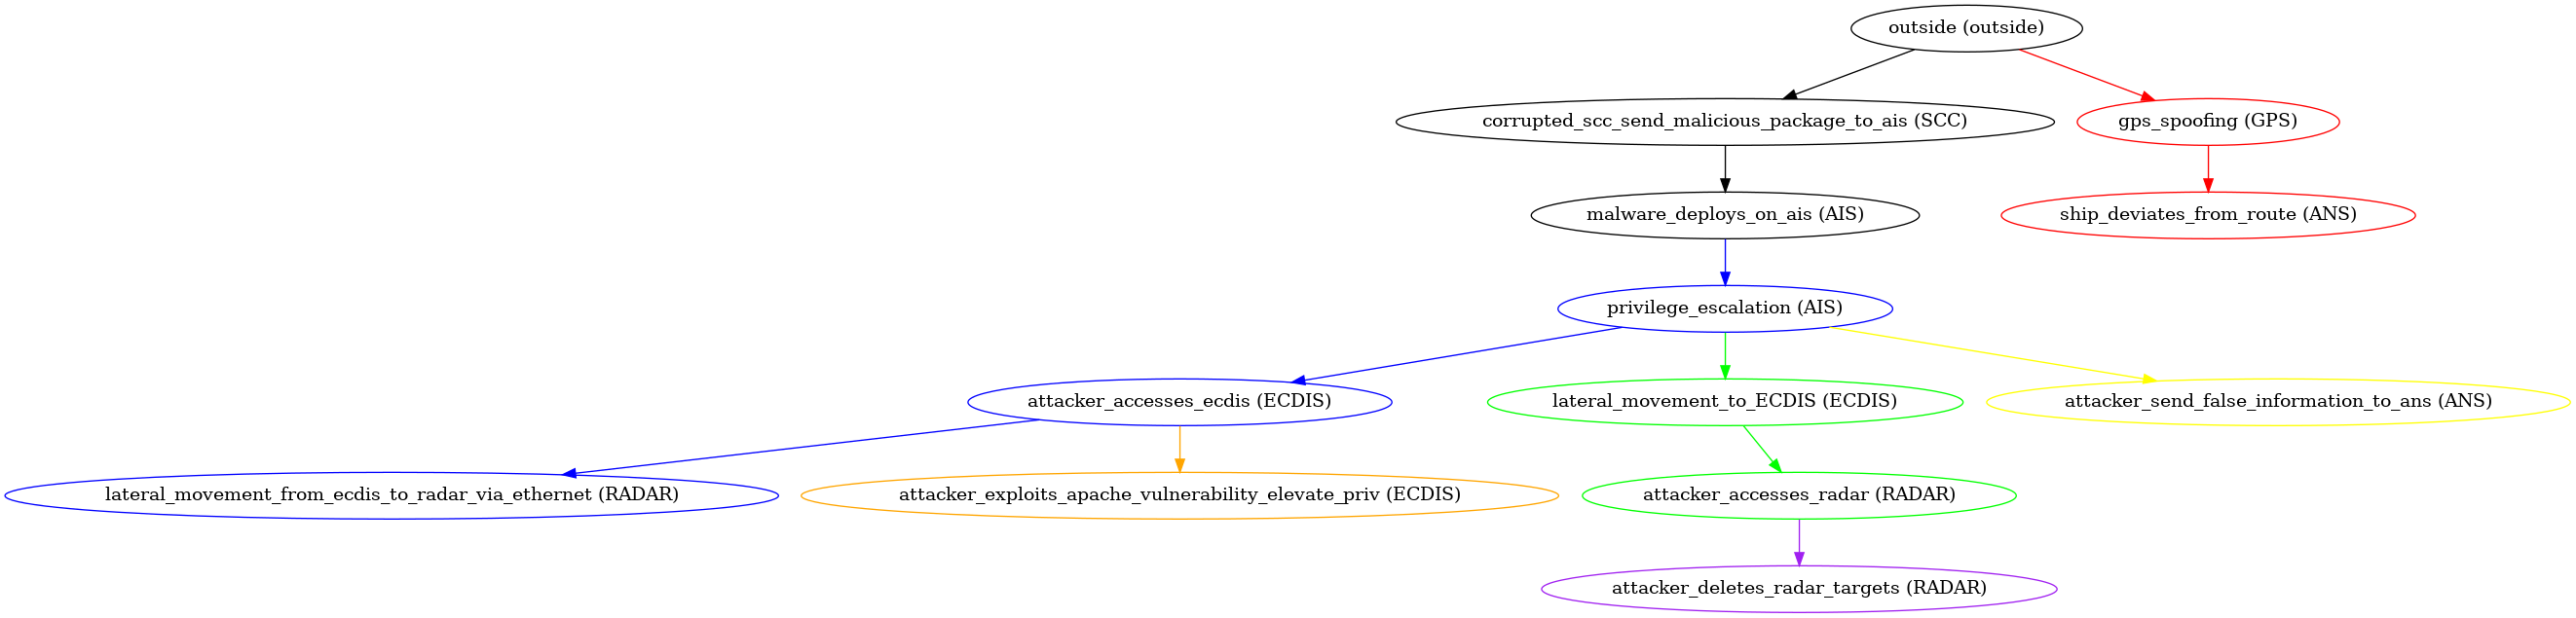 outside (outside)
corrupted_scc_send_malicious_package_to_ais (SCC)
gps_spoofing (GPS)
malware_deploys_on_ais (AIS)
ship_deviates_from_route (ANS)
privilege_escalation (AIS)
attacker_accesses_ecdis (ECDIS)
lateral_movement_to_ECDIS (ECDIS)
attacker_send_false_information_to_ans (ANS)
lateral_movement_from_ecdis_to_radar_via_ethernet (RADAR)
attacker_exploits_apache_vulnerability_elevate_priv (ECDIS)
attacker_accesses_radar (RADAR)
attacker_deletes_radar_targets (RADAR)